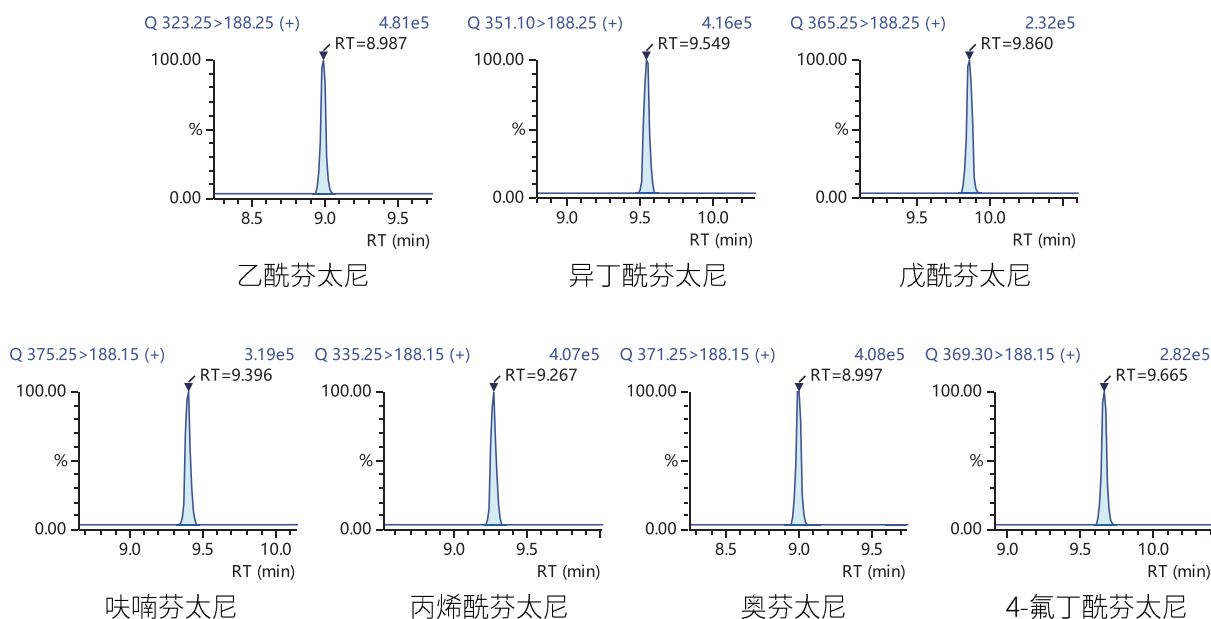 Q 323.25>188.25 (+) 4.81e5
RT=8.987
100.00
%
0.00
8.5 9.0 9.5
RT (min)
乙酰芬太尼
Q 351.10>188.25 (+) 4.16e5
RT=9.549
100.00
%
0.00
9.0 9.5 10.0
RT (min)
异丁酰芬太尼
Q 365.25>188.25 (+) 2.32e5
RT=9.860
100.00
%
0.00
9.5 10.0
RT (min)
戊酰芬太尼
Q 375.25>188.15 (+) 3.19e5
RT=9.396
100.00
%
0.00
9.0 9.5 10.0
RT (min)
呋喃芬太尼
Q 335.25>188.15 (+) 4.07e5
RT=9.267
100.00
%
0.00
9.0 9.5
RT (min)
丙烯酰芬太尼
Q 371.25>188.15 (+) 4.08e5
RT=8.997
100.00
%
0.00
8.5 9.0 9.5
RT (min)
奥芬太尼
Q 369.30>188.15 (+) 2.82e5
RT=9.665
100.00
%
0.00
9.0 9.5 10.0
RT (min)
4-氟丁酰芬太尼